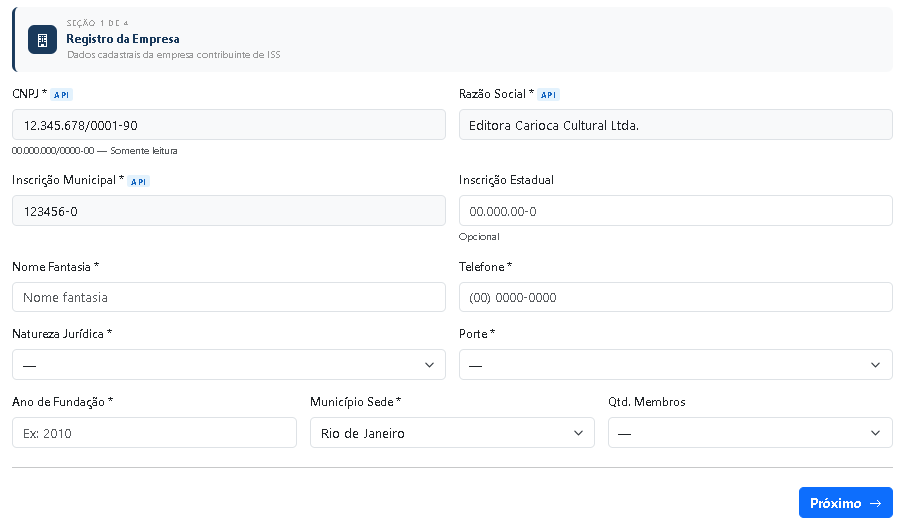 SEÇÃO 1 DE 4
Registro da Empresa
Dados cadastrais da empresa contribuinte de ISS
CNPJ * API
Razão Social * API
12.345.678/0001-90
Editora Carioca Cultural Ltda.
00.000.000/0000-00 — Somente leitura
Inscrição Municipal * API
Inscrição Estadual
123456-0
00.000.00-0
Opcional
Nome Fantasia *
Telefone *
Nome fantasia
(00) 0000-0000
Natureza Jurídica *
Porte *
—
—
Ano de Fundação *
Município Sede *
Qtd. Membros
Ex: 2010
Rio de Janeiro
—
Próximo →